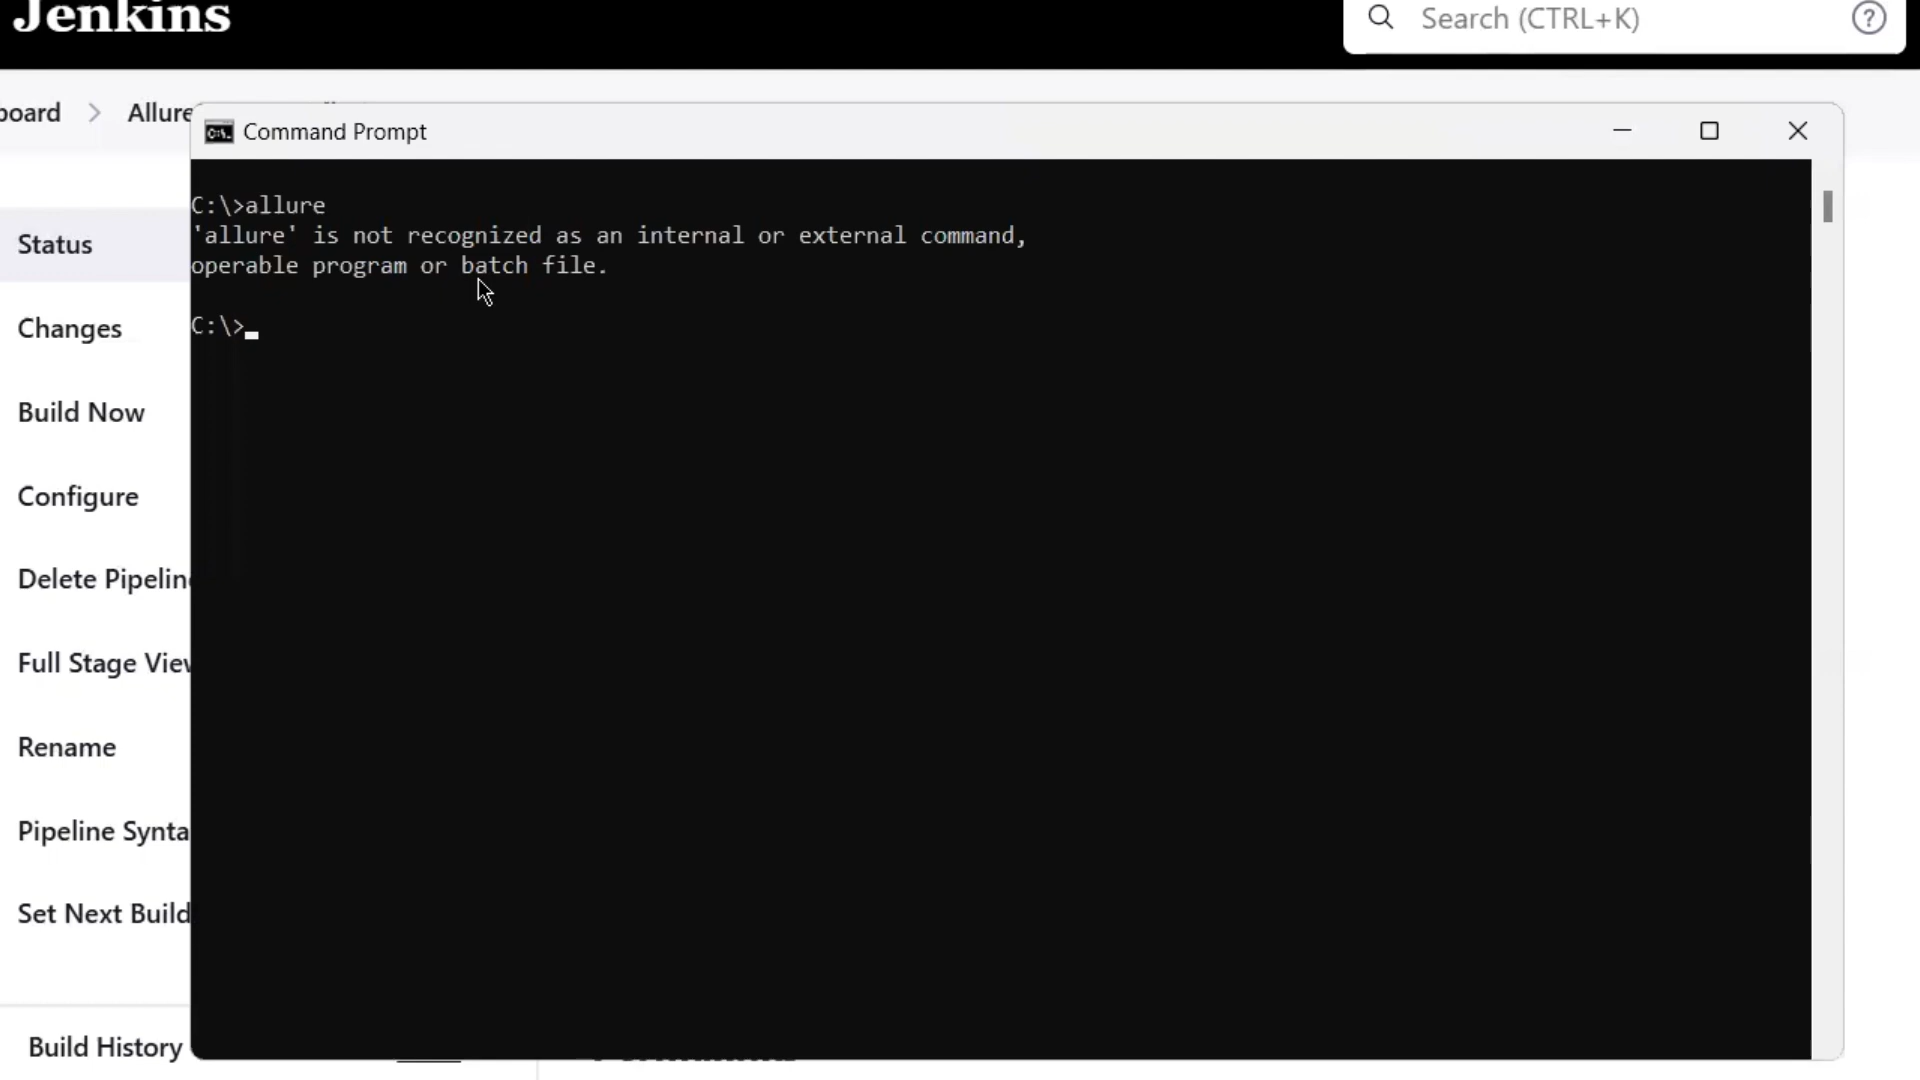 Jenkins
Search (CTRL+K)
board
Allure
Command Prompt
C:\>allure
'allure' is not recognized as an internal or external command,
operable program or batch file.
C:\>
Status
Changes
Build Now
Configure
Delete Pipeline
Full Stage View
Rename
Pipeline Synta
Set Next Build
Build History